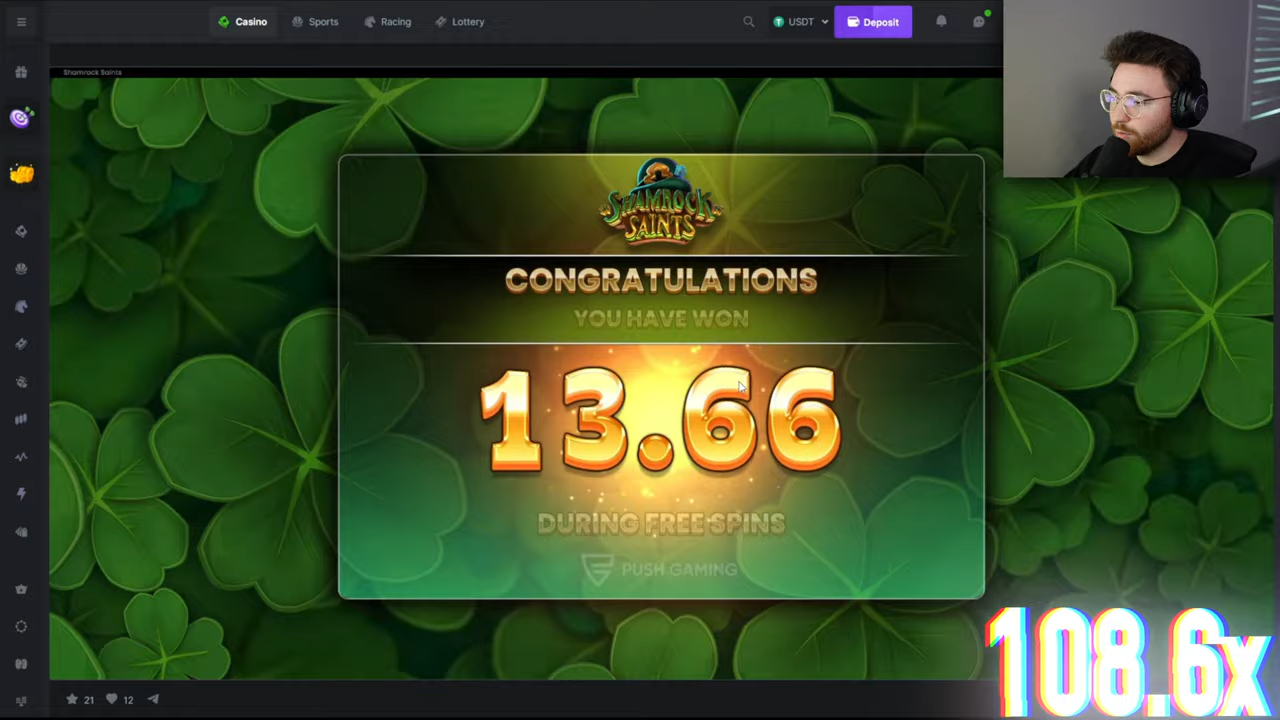 Casino
Sports
Racing
Lottery
USDT
Deposit
Shamrock Saints
SHAMROCK
SAINTS
CONGRATULATIONS
YOU HAVE WON
13.66
DURING FREE SPINS
PUSH GAMING
108.6x
21
12